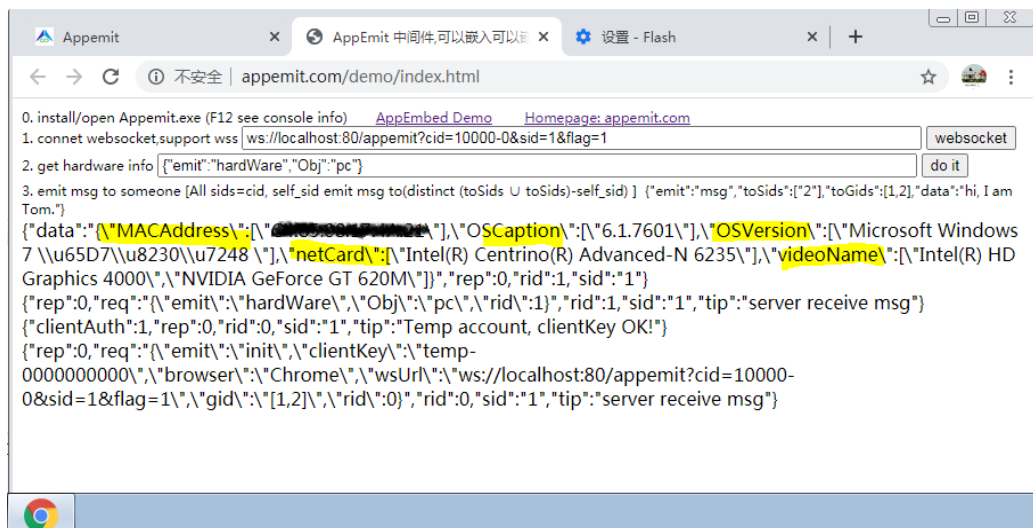 Appemit
AppEmit 中间件,可以嵌入可以
设置 - Flash
不安全 | appemit.com/demo/index.html
0. install/open Appemit.exe (F12 see console info) AppEmbed Demo Homepage: appemit.com
1. connet websocket,support wss ws://localhost:80/appemit?cid=10000-0&sid=1&flag=1 websocket
2. get hardware info {"emit":"hardWare","Obj":"pc"} do it
3. emit msg to someone [All sids=cid, self_sid emit msg to(distinct (toSids ∪ toSids)-self_sid) ] {"emit":"msg","toSids":["2"],"toGids":[1,2],"data":"hi, I am
Tom."}
{"data":"{\"MACAddress\":[\"\"],\"OSCaption\":[\"6.1.7601\"],\"OSVersion\":[\"Microsoft Windows
7 \\u65D7\\u8230\\u7248 \"],\"netCard\":[\"Intel(R) Centrino(R) Advanced-N 6235\"],\"videoName\":[\"Intel(R) HD
Graphics 4000\",\"NVIDIA GeForce GT 620M\"]}","rep":0,"rid":1,"sid":"1"}
{"rep":0,"req":"{\"emit\":\"hardWare\",\"Obj\":\"pc\",\"rid\":1}","rid":1,"sid":"1","tip":"server receive msg"}
{"clientAuth":1,"rep":0,"rid":0,"sid":"1","tip":"Temp account, clientKey OK!"}
{"rep":0,"req":"{\"emit\":\"init\",\"clientKey\":\"temp-
0000000000\",\"browser\":\"Chrome\",\"wsUrl\":\"ws://localhost:80/appemit?cid=10000-
0&sid=1&flag=1\",\"gid\":\"[1,2]\",\"rid\":0}","rid":0,"sid":"1","tip":"server receive msg"}